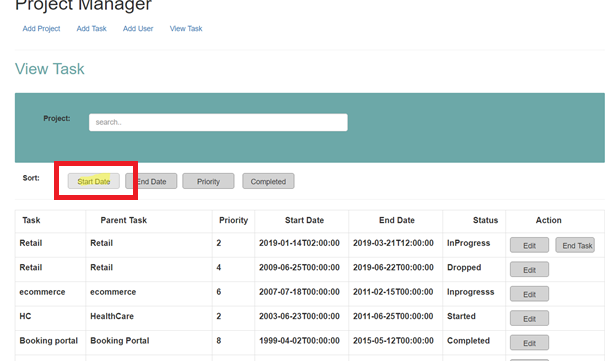 Project Manager
Add Project Add Task Add User View Task
View Task
Project: search..
Sort: Start Date End Date Priority Completed
Task Parent Task Priority Start Date End Date Status Action
Retail Retail 2 2019-01-14T02:00:00 2019-03-21T12:00:00 InProgress Edit End Task
Retail Retail 4 2009-06-25T00:00:00 2019-06-22T00:00:00 Dropped Edit
ecommerce ecommerce 6 2007-07-18T00:00:00 2011-02-15T00:00:00 Inprogresss Edit
HC HealthCare 2 2003-06-23T00:00:00 2011-06-25T00:00:00 Started Edit
Booking portal Booking Portal 8 1999-04-02T00:00:00 2015-05-12T00:00:00 Completed Edit